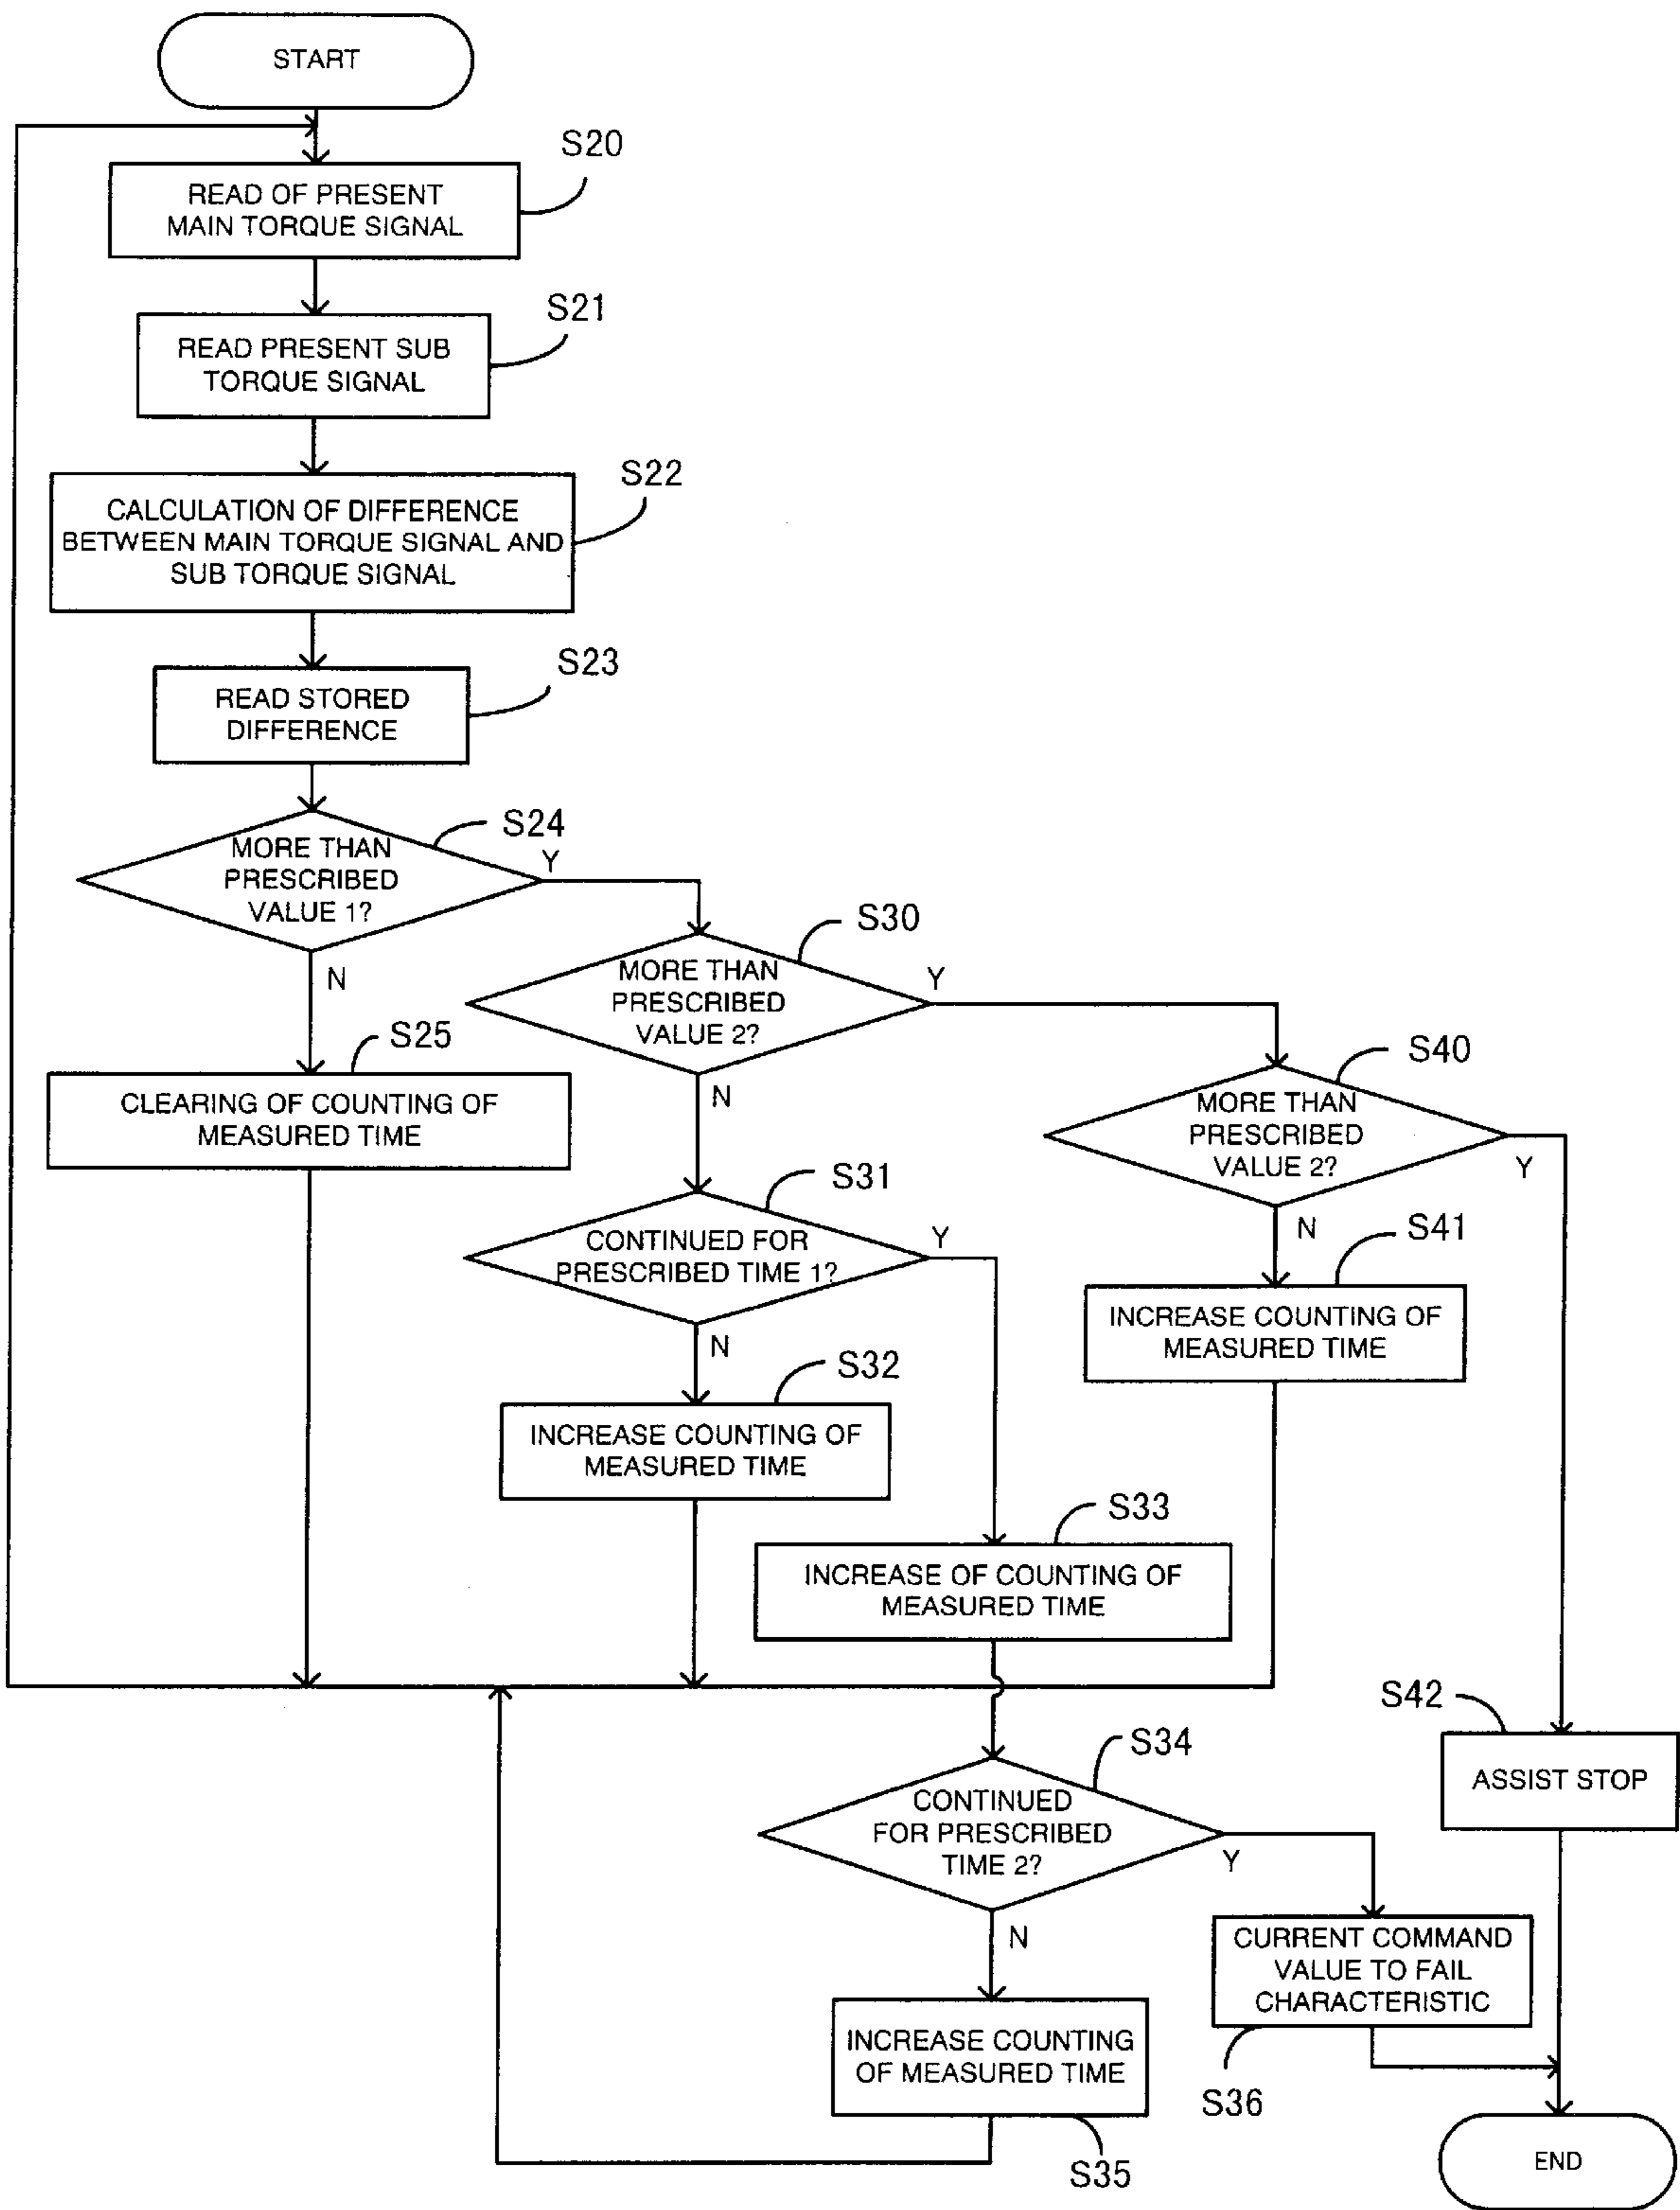 START
S20
READ OF PRESENT
MAIN TORQUE SIGNAL
S21
READ PRESENT SUB
TORQUE SIGNAL
S22
CALCULATION OF DIFFERENCE
BETWEEN MAIN TORQUE SIGNAL AND
SUB TORQUE SIGNAL
S23
READ STORED
DIFFERENCE
S24
MORE THAN
PRESCRIBED
VALUE 1?
Y
N
S25
CLEARING OF COUNTING OF
MEASURED TIME
S30
MORE THAN
PRESCRIBED
VALUE 2?
Y
N
S31
CONTINUED FOR
PRESCRIBED TIME 1?
Y
N
S32
INCREASE COUNTING OF
MEASURED TIME
S40
MORE THAN
PRESCRIBED
VALUE 2?
Y
N
S41
INCREASE COUNTING OF
MEASURED TIME
S33
INCREASE OF COUNTING OF
MEASURED TIME
S34
CONTINUED
FOR PRESCRIBED
TIME 2?
Y
N
S35
INCREASE COUNTING
OF MEASURED TIME
S36
CURRENT COMMAND
VALUE TO FAIL
CHARACTERISTIC
S42
ASSIST STOP
END